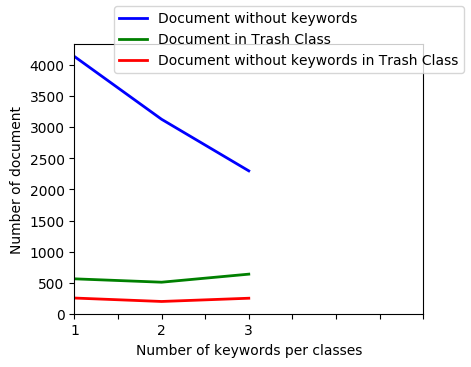 Document without keywords
Document in Trash Class
Document without keywords in Trash Class
4000
3500
3000
2500
2000
1500
1000
500
0
Number of document
1 2 3
Number of keywords per classes